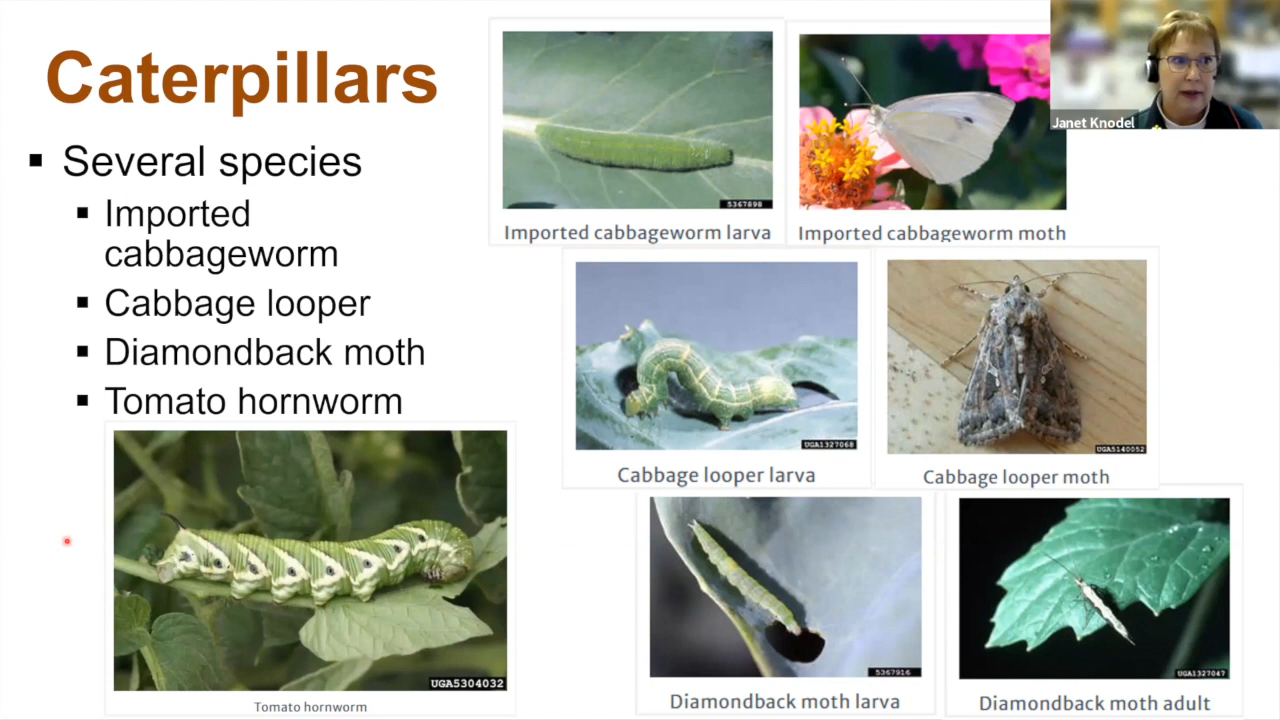 Caterpillars
Several species
Imported
cabbageworm
Cabbage looper
Diamondback moth
Tomato hornworm
UGA5304032
Tomato hornworm
5367898
Imported cabbageworm larva
Imported cabbageworm moth
Janet Knodel
UGA1327068
Cabbage looper larva
UGA5140052
Cabbage looper moth
5367916
Diamondback moth larva
UGA1327047
Diamondback moth adult